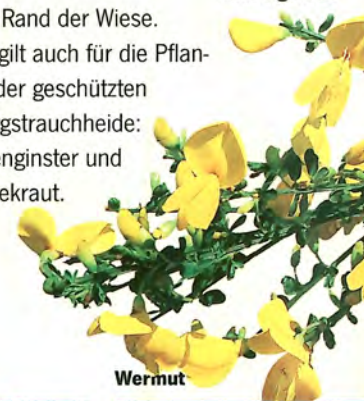 Rand der Wiese.
gilt auch für die Pflan-
der geschützten
gstrauchheide:
enginster und
ekraut.
Wermut